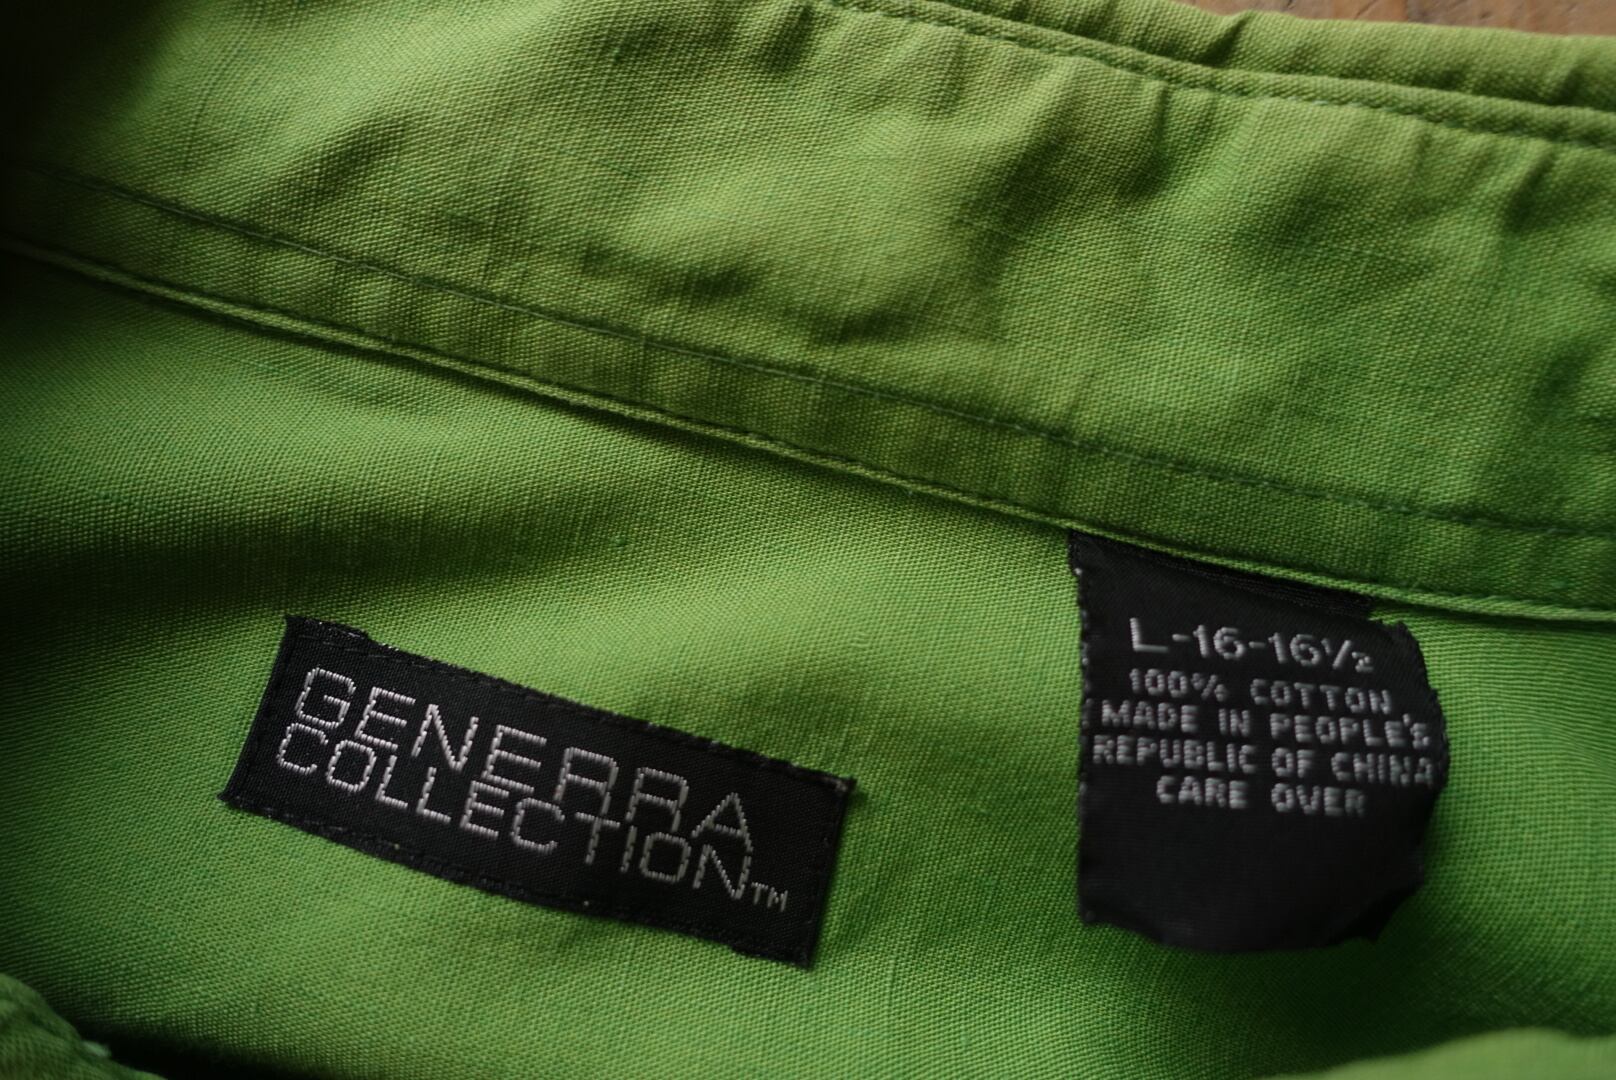 GENERRA
COLLECTION™
L-16-16½
100% COTTON
MADE IN PEOPLE'S
REPUBLIC OF CHINA
CARE OVER